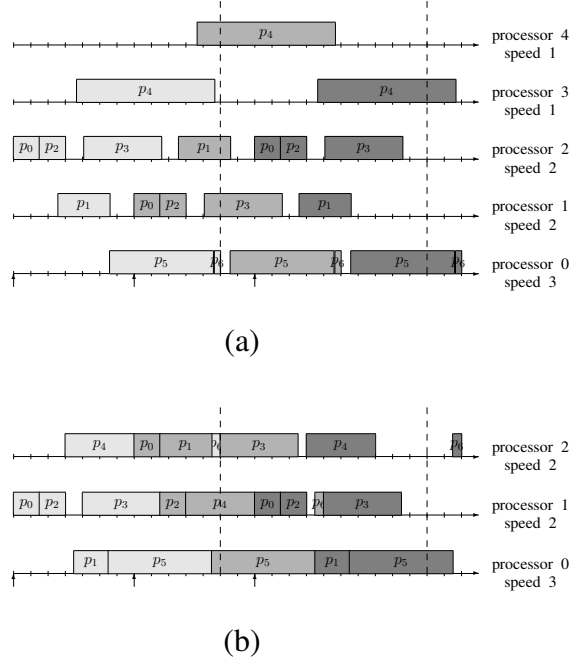 p4 processor 4
speed 1
p4 p4 processor 3
speed 1
p0 p2 p3 p1 p0 p2 p3 processor 2
speed 2
p1 p0 p2 p3 p1 processor 1
speed 2
p5 p6 p5 p6 p5 p6 processor 0
speed 3
(a)
p4 p0 p1 p6 p3 p4 p6 processor 2
speed 2
p0 p2 p3 p2 p4 p0 p2 p6 p3 processor 1
speed 2
p1 p5 p5 p1 p5 processor 0
speed 3
(b)